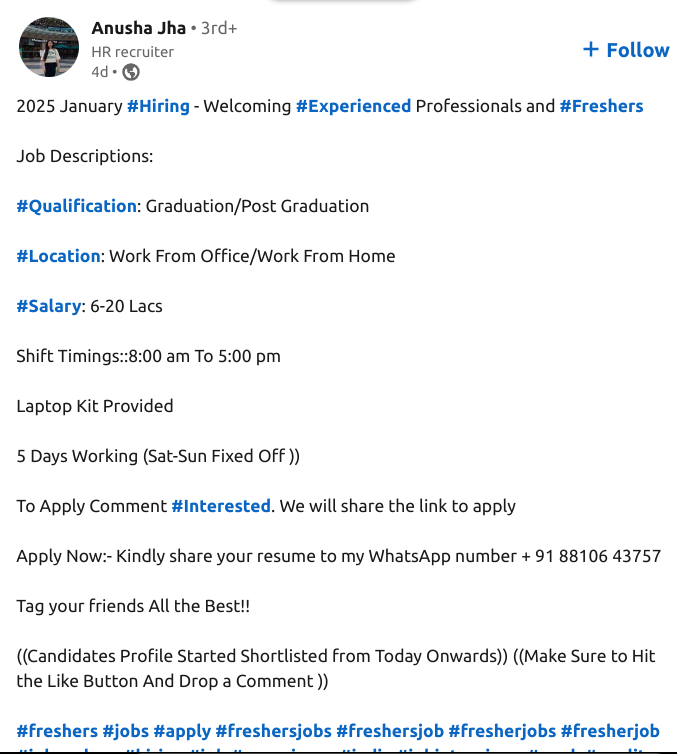 Anusha Jha • 3rd+
HR recruiter
+ Follow
4d •
2025 January #Hiring - Welcoming #Experienced Professionals and #Freshers
Job Descriptions:
#Qualification: Graduation/Post Graduation
#Location: Work From Office/Work From Home
#Salary: 6-20 Lacs
Shift Timings::8:00 am To 5:00 pm
Laptop Kit Provided
5 Days Working (Sat-Sun Fixed Off ))
To Apply Comment #Interested. We will share the link to apply
Apply Now:- Kindly share your resume to my WhatsApp number + 91 88106 43757
Tag your friends All the Best!!
((Candidates Profile Started Shortlisted from Today Onwards)) ((Make Sure to Hit
the Like Button And Drop a Comment ))
#freshers #jobs #apply #freshersjobs #freshersjob #fresherjobs #fresherjob